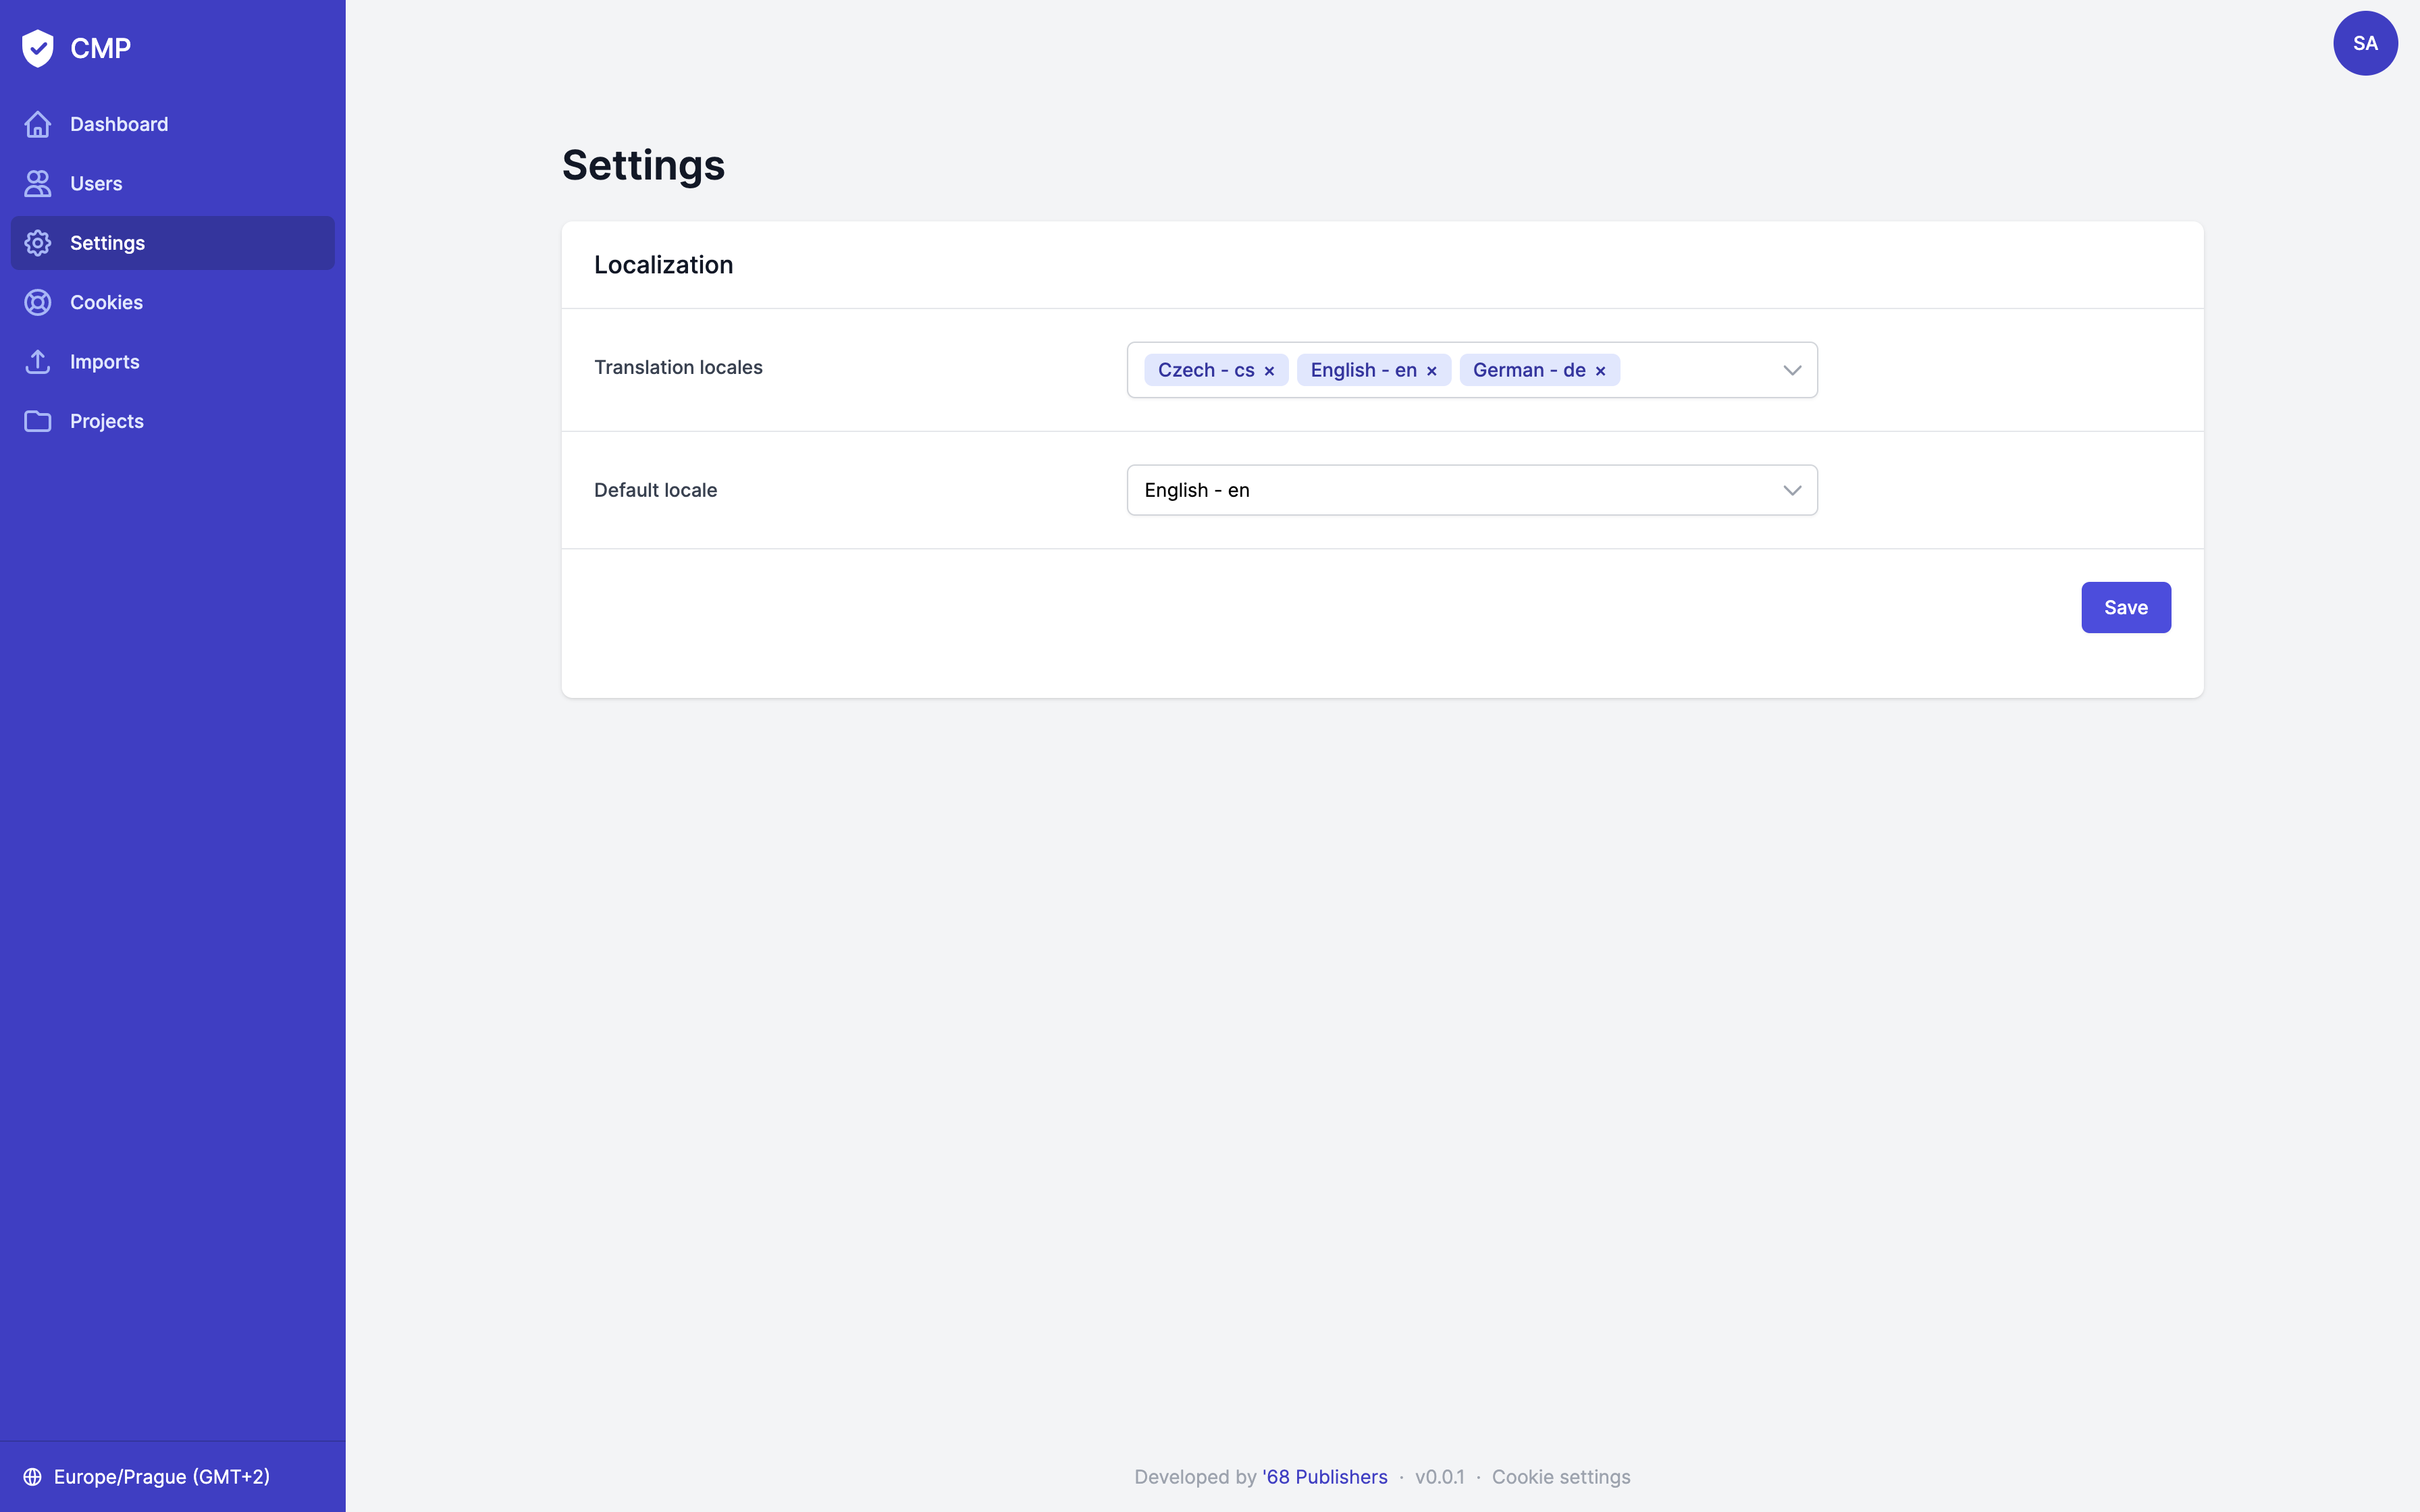 CMP
Dashboard
Users
Settings
Cookies
Imports
Projects
Europe/Prague (GMT+2)
SA
Settings
Localization
Translation locales
Czech - cs × English - en × German - de ×
Default locale
English - en
Save
Developed by '68 Publishers · v0.0.1 · Cookie settings